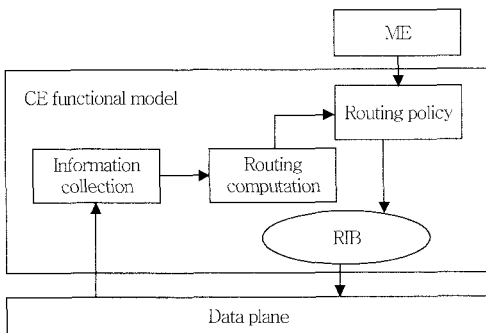 ME
CE functional model
Routing policy
Information
collection
Routing
computation
RIB
Data plane